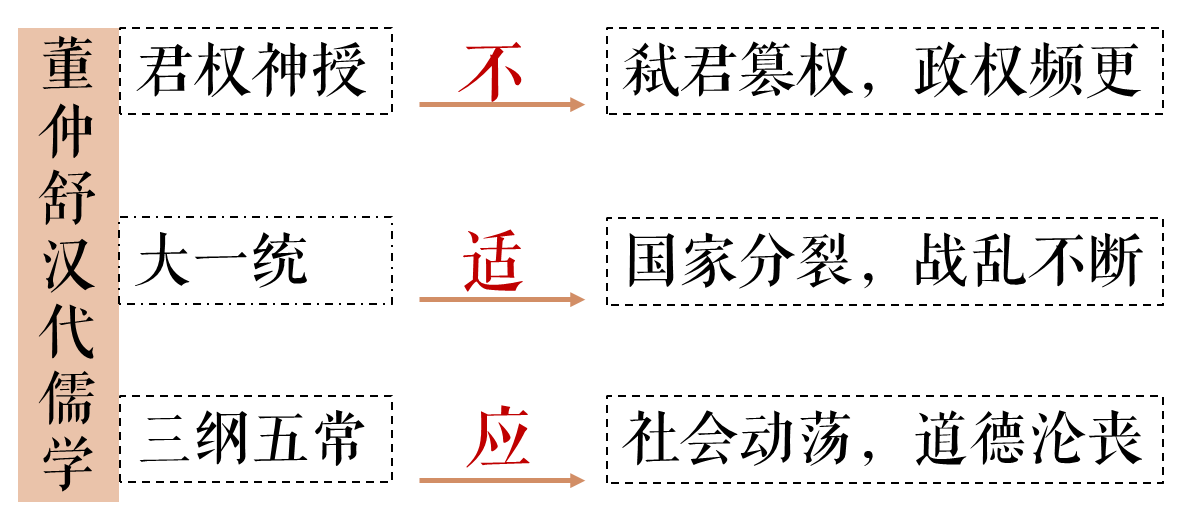 董仲舒汉代儒学
君权神授
不
弑君篡权，政权频更
大一统
适
国家分裂，战乱不断
三纲五常
应
社会动荡，道德沦丧